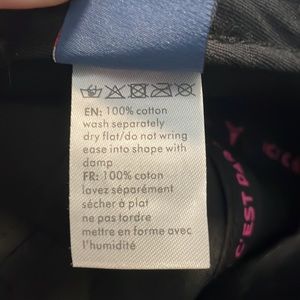 EN: 100% cotton
wash separately
dry flat/do not wring
ease into shape with
damp
FR: 100% coton
lavez séparément
sécher à plat
ne pas tordre
mettre en forme avec
l'humidité
C'EST